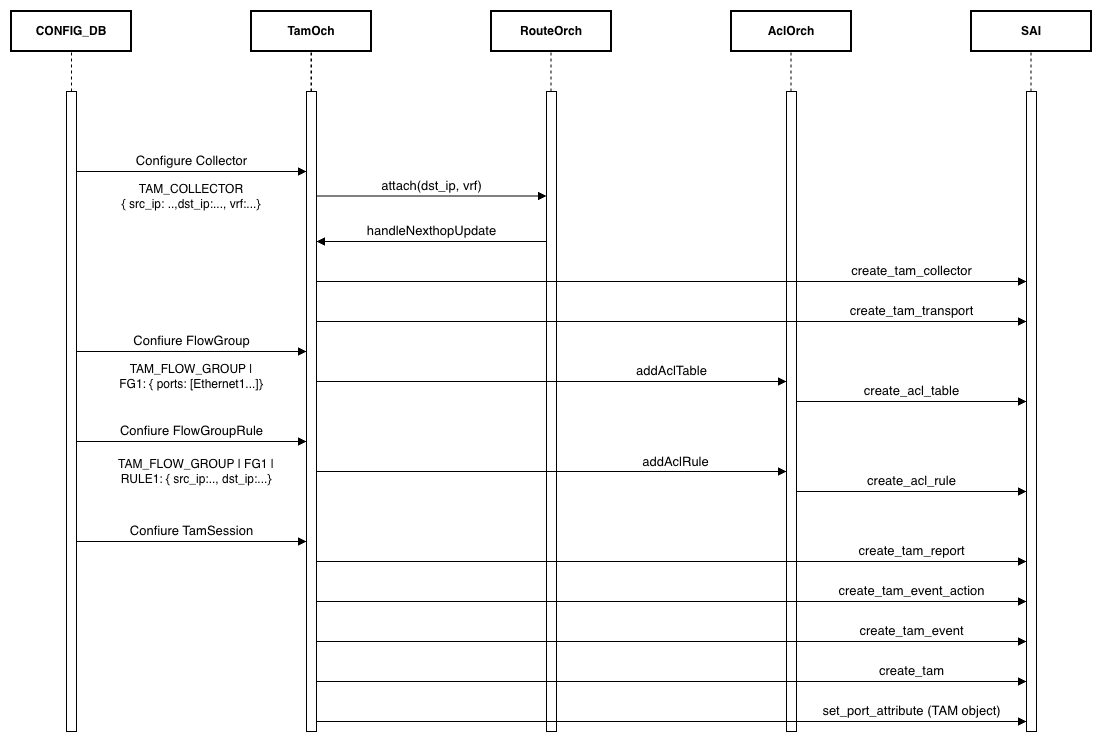 CONFIG_DB
TamOch
RouteOrch
AclOrch
SAI
Configure Collector
TAM_COLLECTOR
{ src_ip: ..,dst_ip:..., vrf:...}
attach(dst_ip, vrf)
handleNexthopUpdate
create_tam_collector
create_tam_transport
Confiure FlowGroup
TAM_FLOW_GROUP |
FG1: { ports: [Ethernet1...]}
addAclTable
create_acl_table
Confiure FlowGroupRule
TAM_FLOW_GROUP | FG1 |
RULE1: { src_ip:.., dst_ip:...}
addAclRule
create_acl_rule
Confiure TamSession
create_tam_report
create_tam_event_action
create_tam_event
create_tam
set_port_attribute (TAM object)